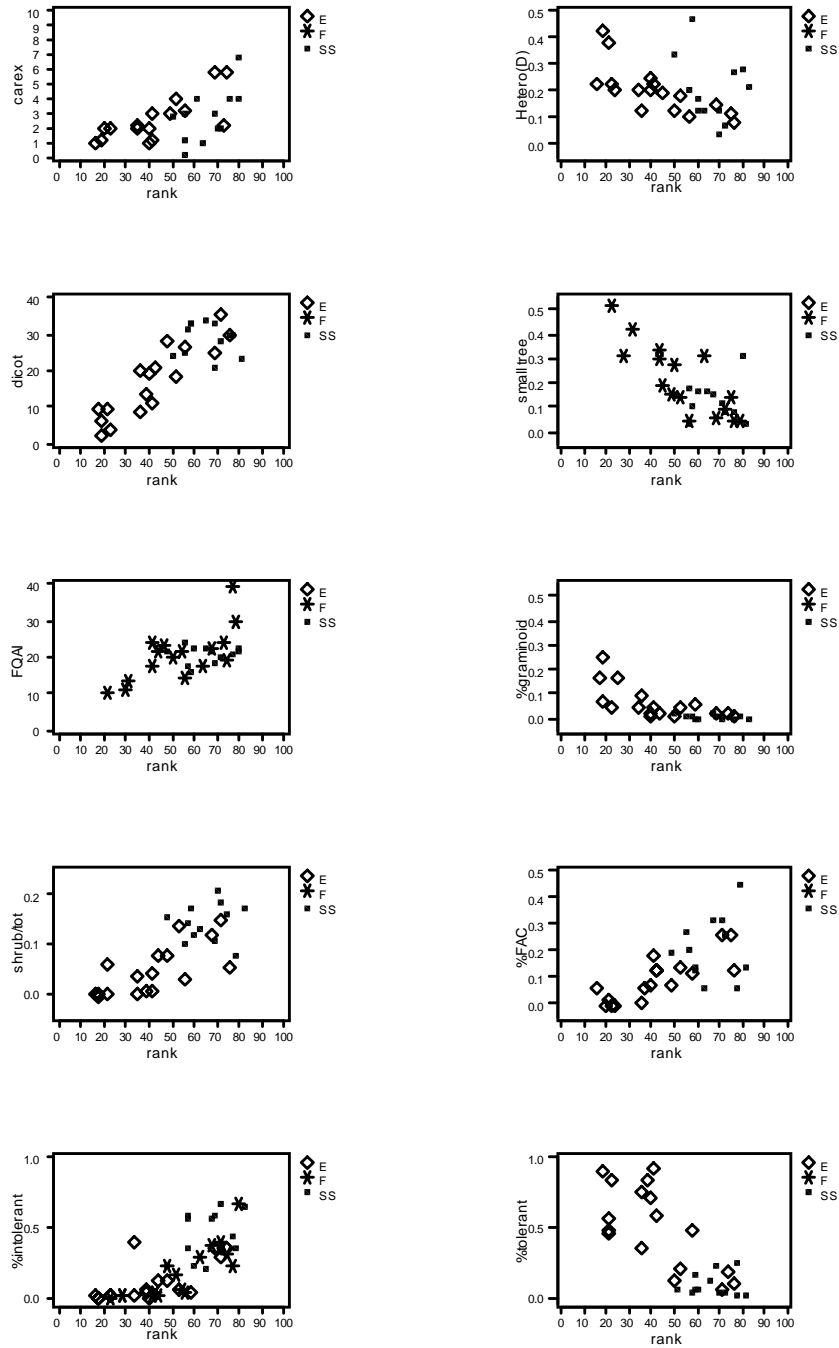 carex
10
9
8
7
6
5
4
3
2
1
0
0 10 20 30 40 50 60 70 80 90 100
rank
E
F
SS
Hetero(D)
0.5
0.4
0.3
0.2
0.1
0.0
0 10 20 30 40 50 60 70 80 90 100
rank
E
F
SS
dicot
40
30
20
10
0
0 10 20 30 40 50 60 70 80 90 100
rank
E
F
SS
small tree
0.5
0.4
0.3
0.2
0.1
0.0
0 10 20 30 40 50 60 70 80 90 100
rank
E
F
SS
FQAI
40
30
20
10
0
0 10 20 30 40 50 60 70 80 90 100
rank
E
F
SS
%graminoid
0.5
0.4
0.3
0.2
0.1
0.0
0 10 20 30 40 50 60 70 80 90 100
rank
E
F
SS
shrub/tot
0.2
0.1
0.0
0 10 20 30 40 50 60 70 80 90 100
rank
E
F
SS
%FAC
0.5
0.4
0.3
0.2
0.1
0.0
0 10 20 30 40 50 60 70 80 90 100
rank
E
F
SS
%intolerant
1.0
0.5
0.0
0 10 20 30 40 50 60 70 80 90 100
rank
E
F
SS
%tolerant
1.0
0.5
0.0
0 10 20 30 40 50 60 70 80 90 100
rank
E
F
SS